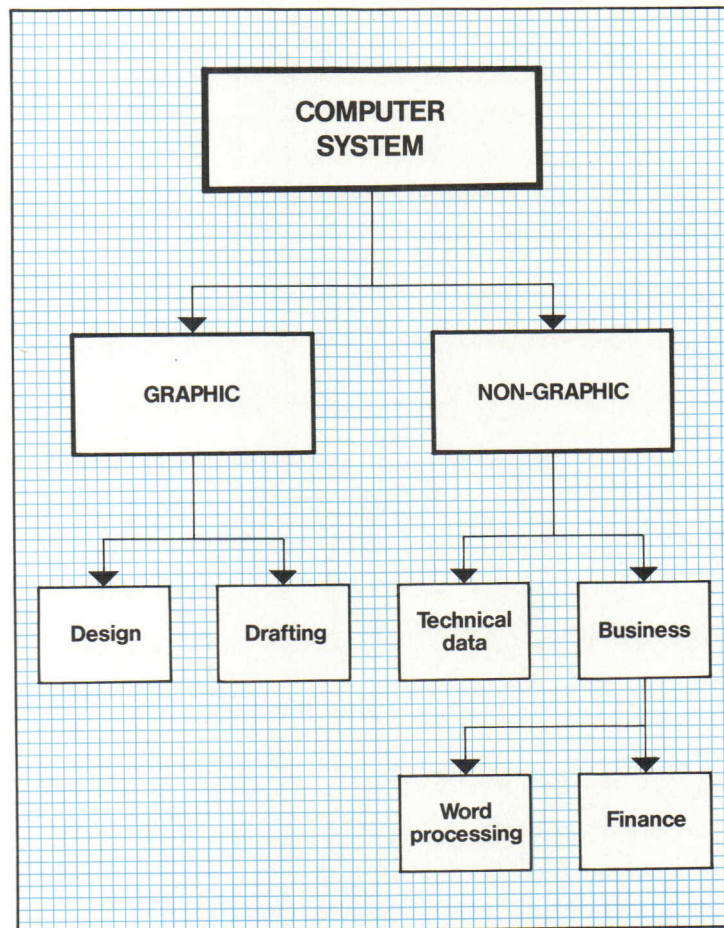 COMPUTER
SYSTEM
GRAPHIC
NON-GRAPHIC
Design
Drafting
Technical
data
Business
Word
processing
Finance